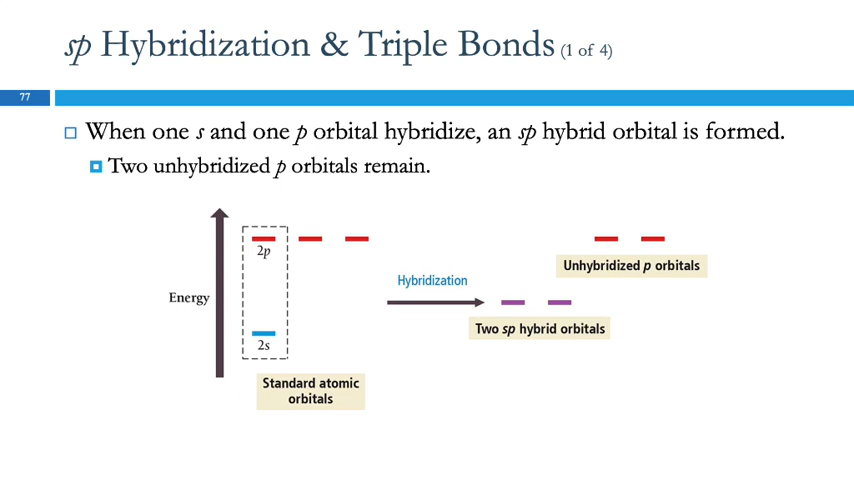 sp Hybridization & Triple Bonds (1 of 4)
77
When one s and one p orbital hybridize, an sp hybrid orbital is formed.
Two unhybridized p orbitals remain.
2p
Unhybridized p orbitals
Hybridization
Energy
Two sp hybrid orbitals
2s
Standard atomic
orbitals